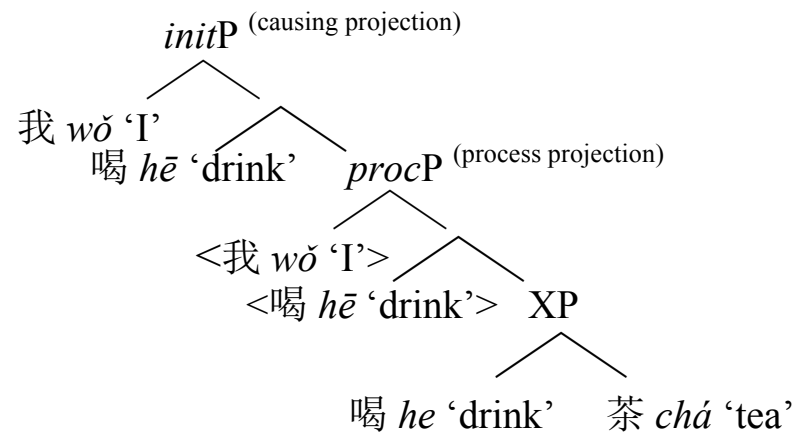 initP (causing projection)
我 wǒ ‘I’
喝 hē ‘drink’ procP (process projection)
<我 wǒ ‘I’>
<喝 hē ‘drink’> XP
喝 he ‘drink’ 茶 chá ‘tea’